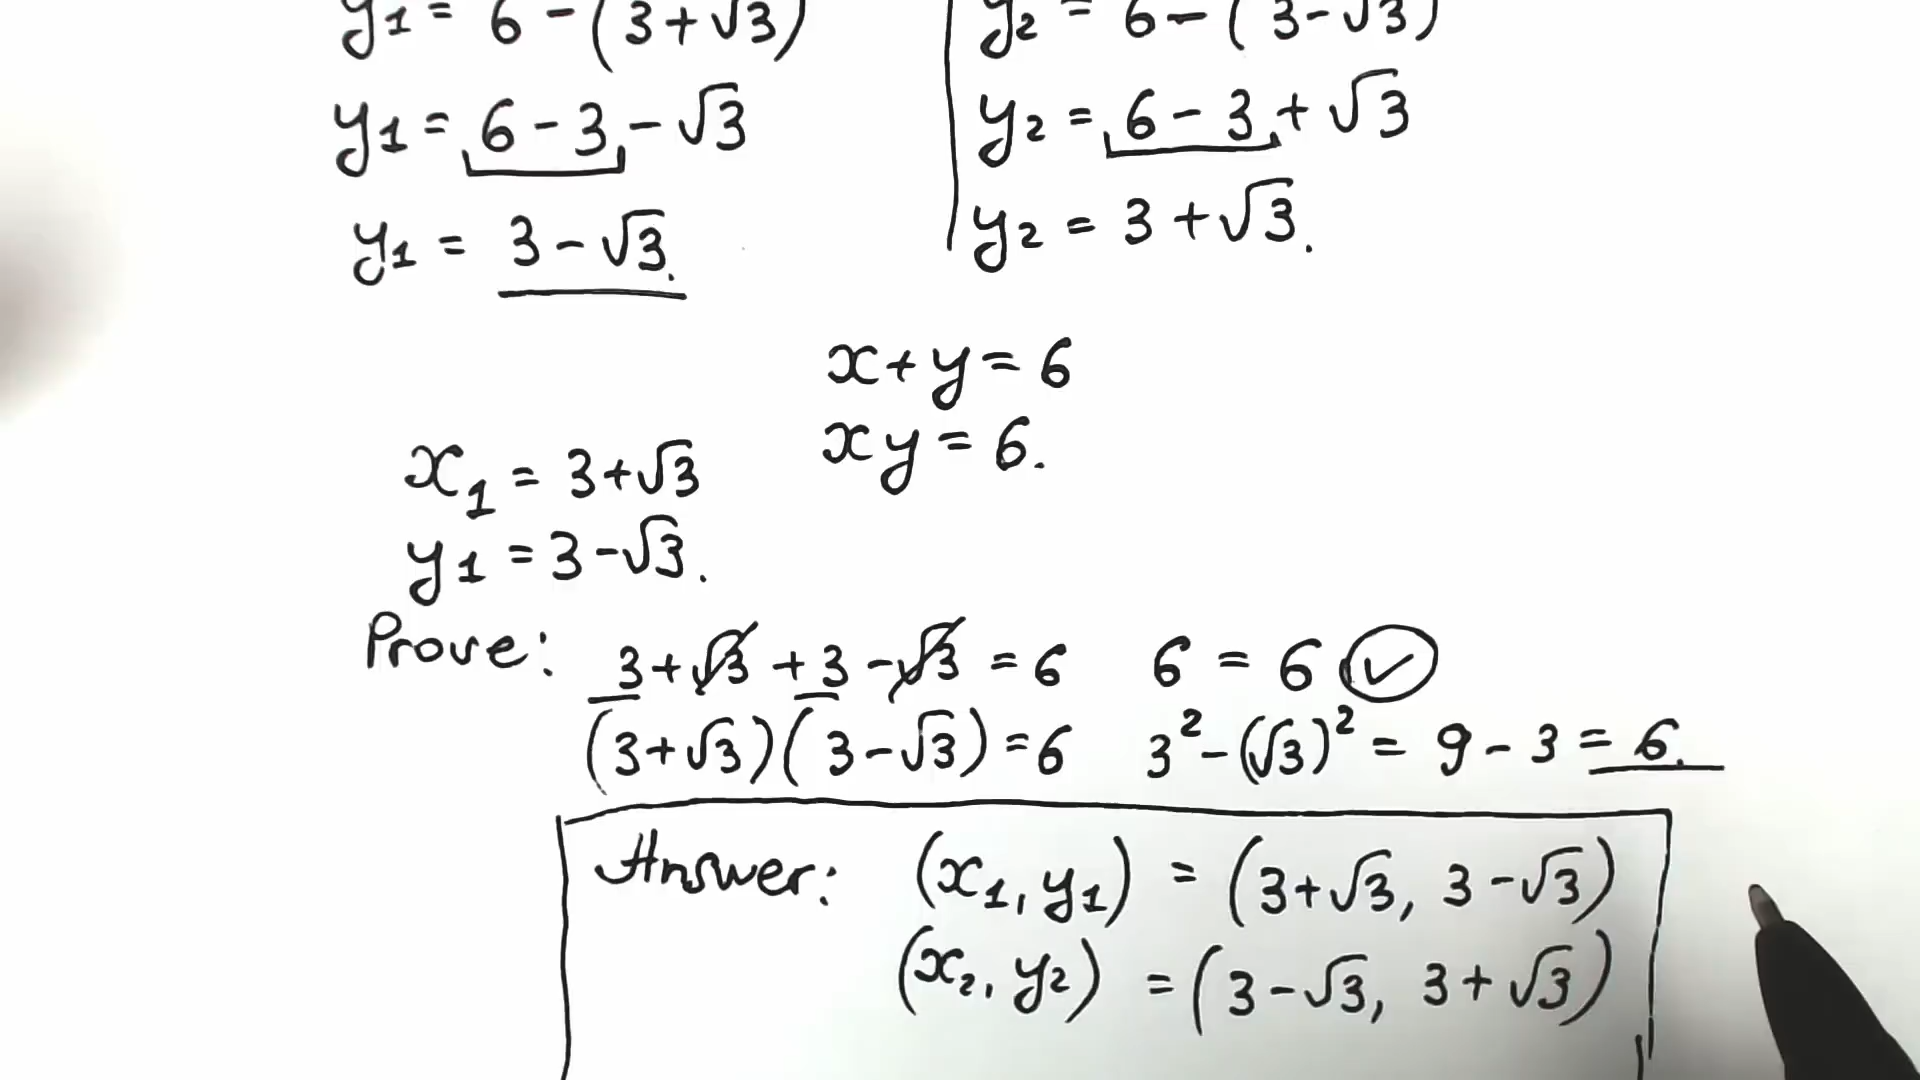 y1 = 6 - (3+√3)
y1 = 6 - 3 - √3
y1 = 3 - √3.
y2 = 6 - (3-√3)
y2 = 6 - 3 + √3
y2 = 3 + √3.
x+y = 6
xy = 6.
x1 = 3+√3
y1 = 3-√3.
Prove: 3+√3 + 3 - √3 = 6 6 = 6 ✓
(3+√3)(3-√3) = 6 3² - (√3)² = 9 - 3 = 6.
Answer: (x1, y1) = (3+√3, 3-√3)
(x2, y2) = (3-√3, 3+√3)